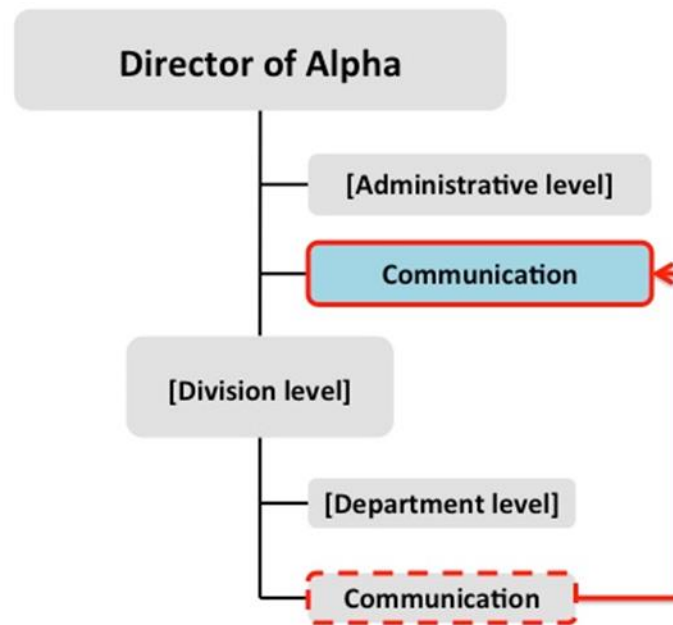 Director of Alpha
[Administrative level]
Communication
[Division level]
[Department level]
Communication